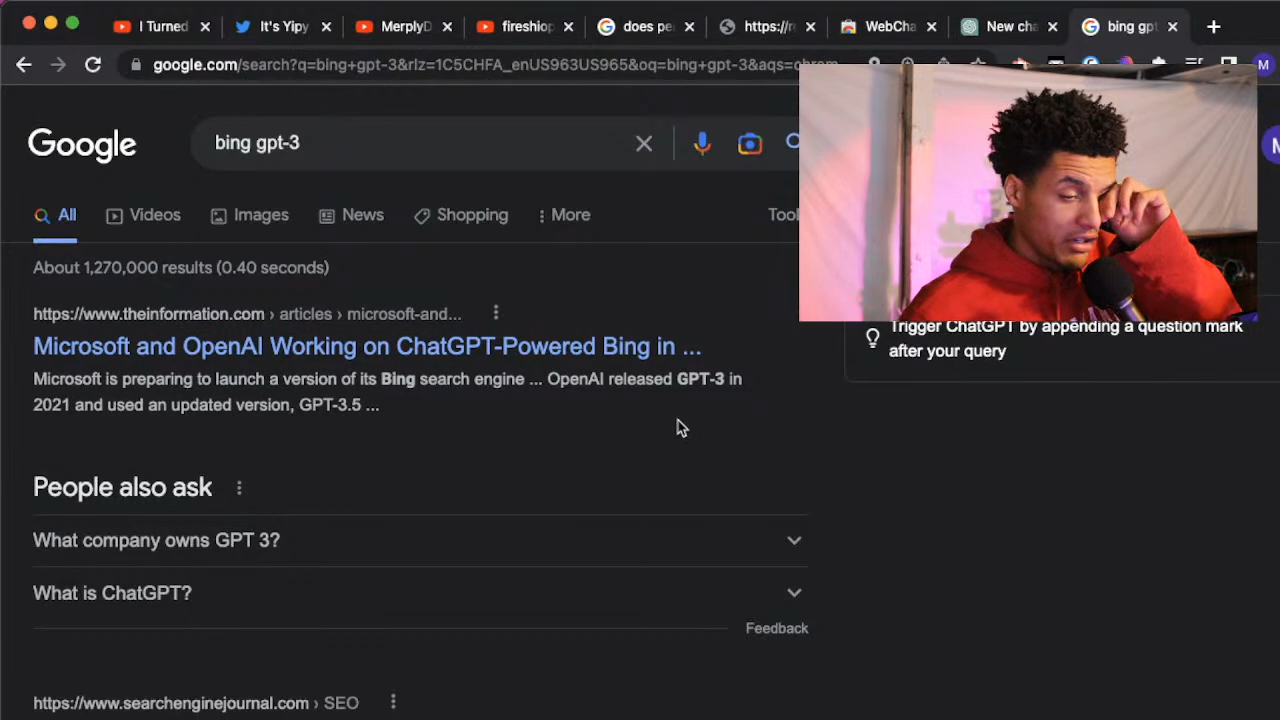 I Turned
It's Yipy
MerplyD
fireship
does pe
https://r
WebCha
New cha
bing gpt
google.com/search?q=bing+gpt-3&rlz=1C5CHFA_enUS963US965&oq=bing+gpt-3&aqs=chrom
M
Google
bing gpt-3
All
Videos
Images
News
Shopping
More
Tool
About 1,270,000 results (0.40 seconds)
https://www.theinformation.com › articles › microsoft-and...
Microsoft and OpenAI Working on ChatGPT-Powered Bing in ...
Microsoft is preparing to launch a version of its Bing search engine ... OpenAI released GPT-3 in
2021 and used an updated version, GPT-3.5 ...
Trigger ChatGPT by appending a question mark
after your query
People also ask
What company owns GPT 3?
What is ChatGPT?
Feedback
https://www.searchenginejournal.com › SEO